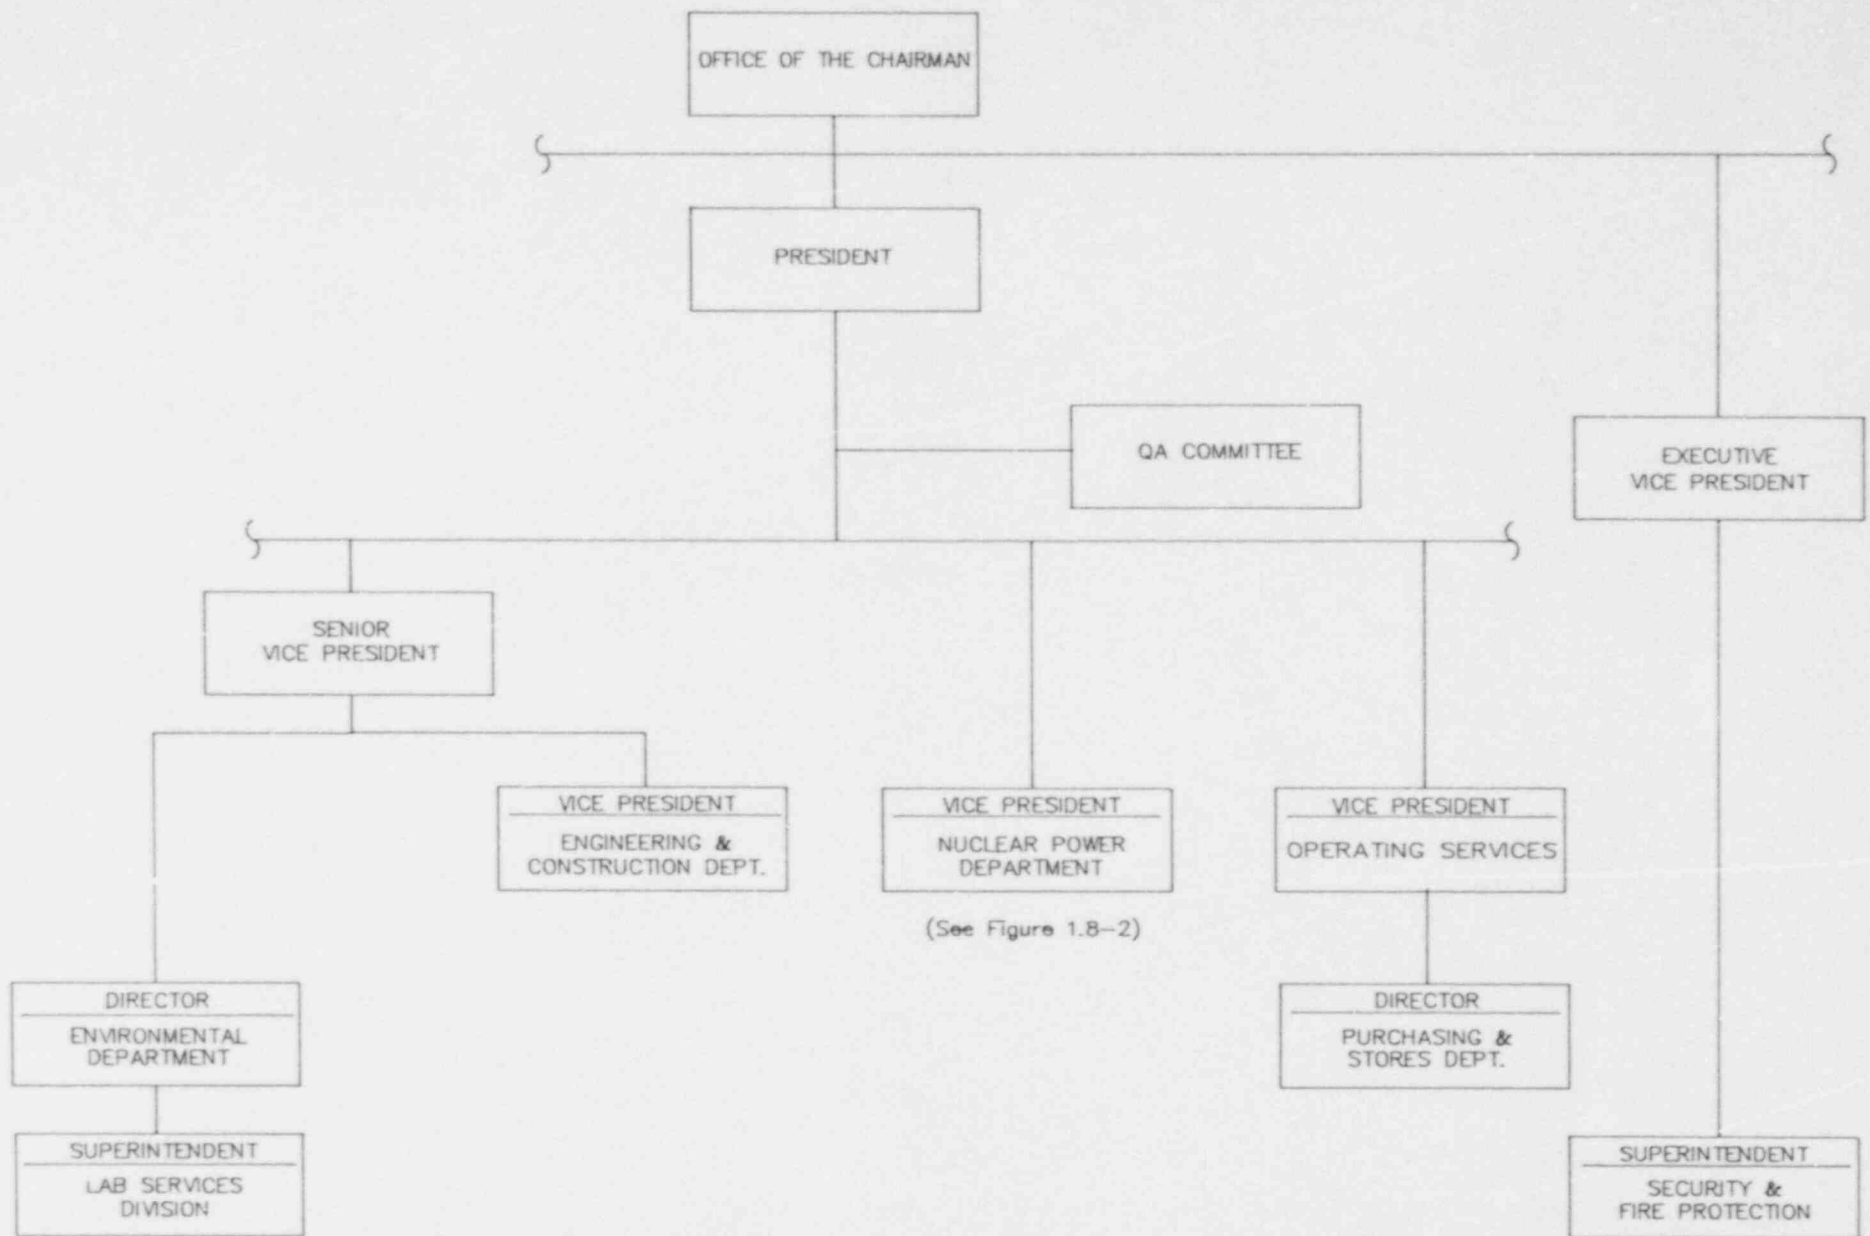 OFFICE OF THE CHAIRMAN
PRESIDENT
QA COMMITTEE
EXECUTIVE
VICE PRESIDENT
SENIOR
VICE PRESIDENT
VICE PRESIDENT
ENGINEERING &
CONSTRUCTION DEPT.
VICE PRESIDENT
NUCLEAR POWER
DEPARTMENT
(See Figure 1.8-2)
VICE PRESIDENT
OPERATING SERVICES
DIRECTOR
ENVIRONMENTAL
DEPARTMENT
DIRECTOR
PURCHASING &
STORES DEPT.
SUPERINTENDENT
LAB SERVICES
DIVISION
SUPERINTENDENT
SECURITY &
FIRE PROTECTION